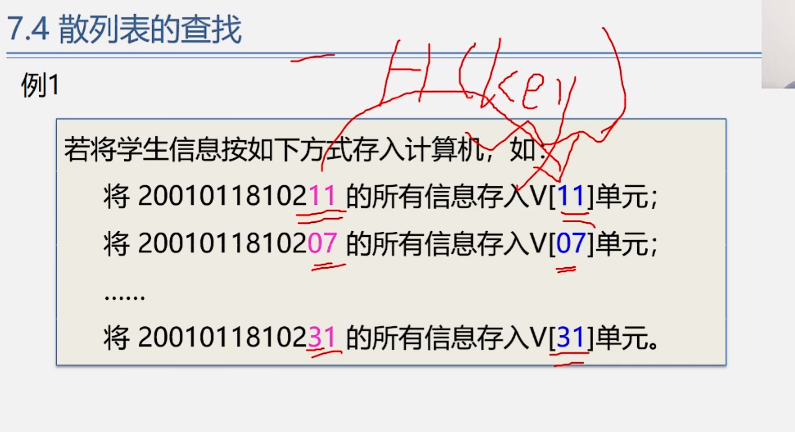 7.4 散列表的查找
H(key)
例1
若将学生信息按如下方式存入计算机，如：
将 2001011810211 的所有信息存入V[11]单元；
将 2001011810207 的所有信息存入V[07]单元；
……
将 2001011810231 的所有信息存入V[31]单元。